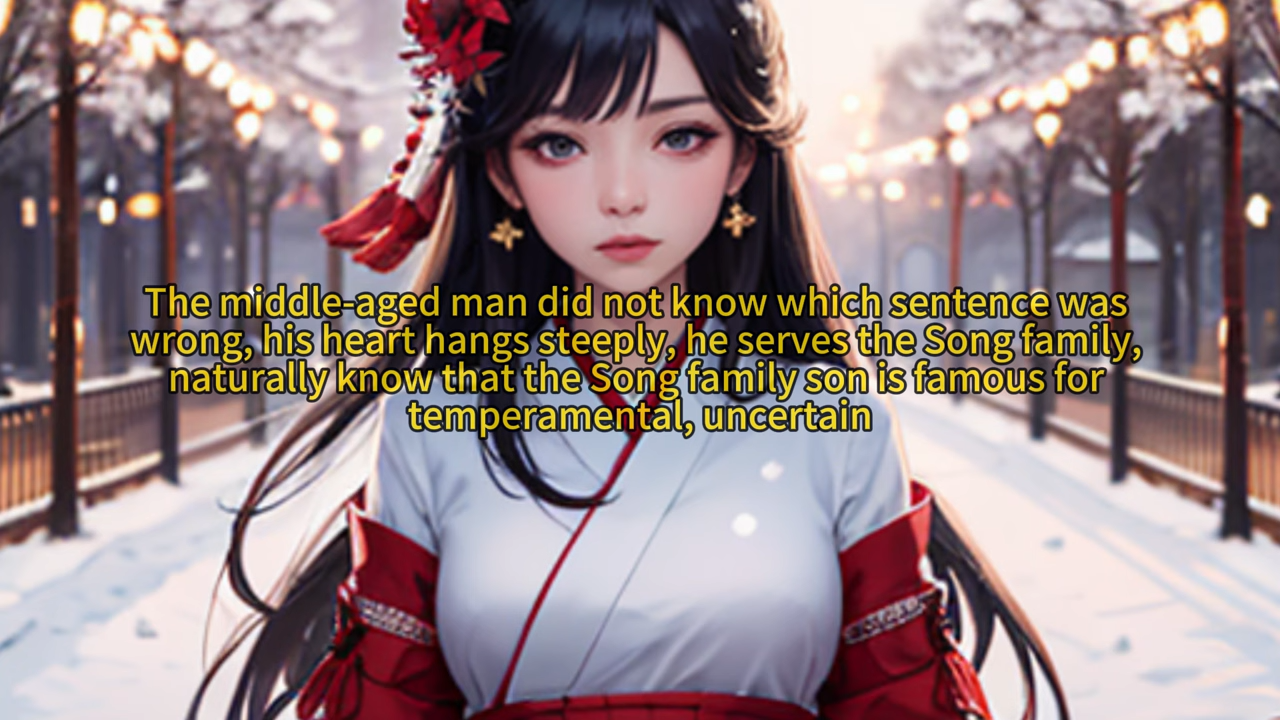 The middle-aged man did not know which sentence was
wrong, his heart hangs steeply, he serves the Song family,
naturally know that the Song family son is famous for
temperamental, uncertain